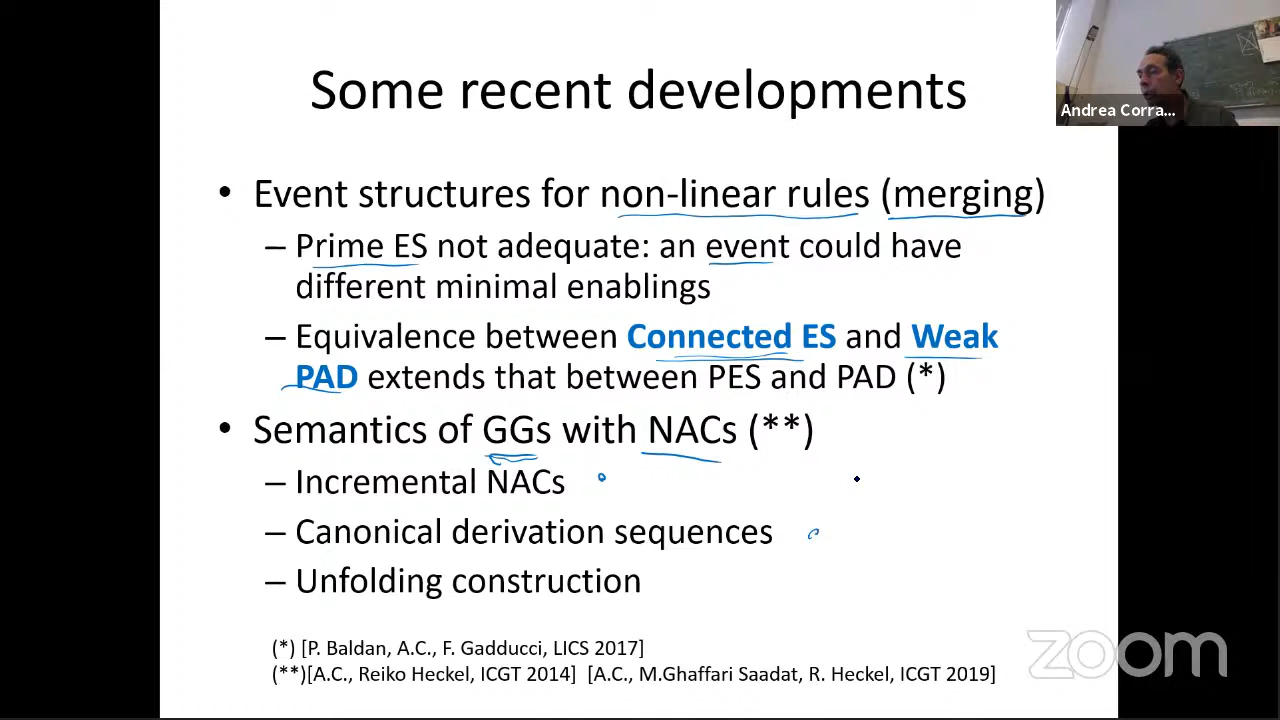 Some recent developments
Andrea Corra...
• Event structures for non-linear rules (merging)
– Prime ES not adequate: an event could have
different minimal enablings
– Equivalence between Connected ES and Weak
PAD extends that between PES and PAD (*)
• Semantics of GGs with NACs (**)
– Incremental NACs
– Canonical derivation sequences
– Unfolding construction
(*) [P. Baldan, A.C., F. Gadducci, LICS 2017]
(**)[A.C., Reiko Heckel, ICGT 2014] [A.C., M.Ghaffari Saadat, R. Heckel, ICGT 2019]
zoom